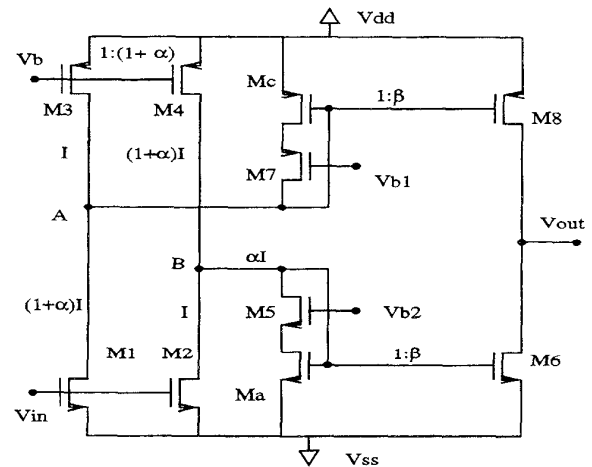 Vdd
Vb
1:(1+ α)
Mc
1:β
M3
M4
M8
I
(1+α)I
M7
Vb1
A
Vout
B
αI
(1+α)I
I
M5
Vb2
M1
M2
1:β
M6
Ma
Vin
Vss